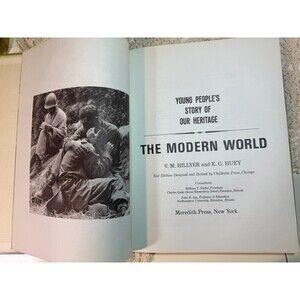 YOUNG PEOPLE'S
STORY OF
OUR HERITAGE
THE MODERN WORLD
V. M. HILLYER and E. G. HUEY
New Edition Designed and Revised by Childrens Press, Chicago
Consultants
Meredith Press, New York